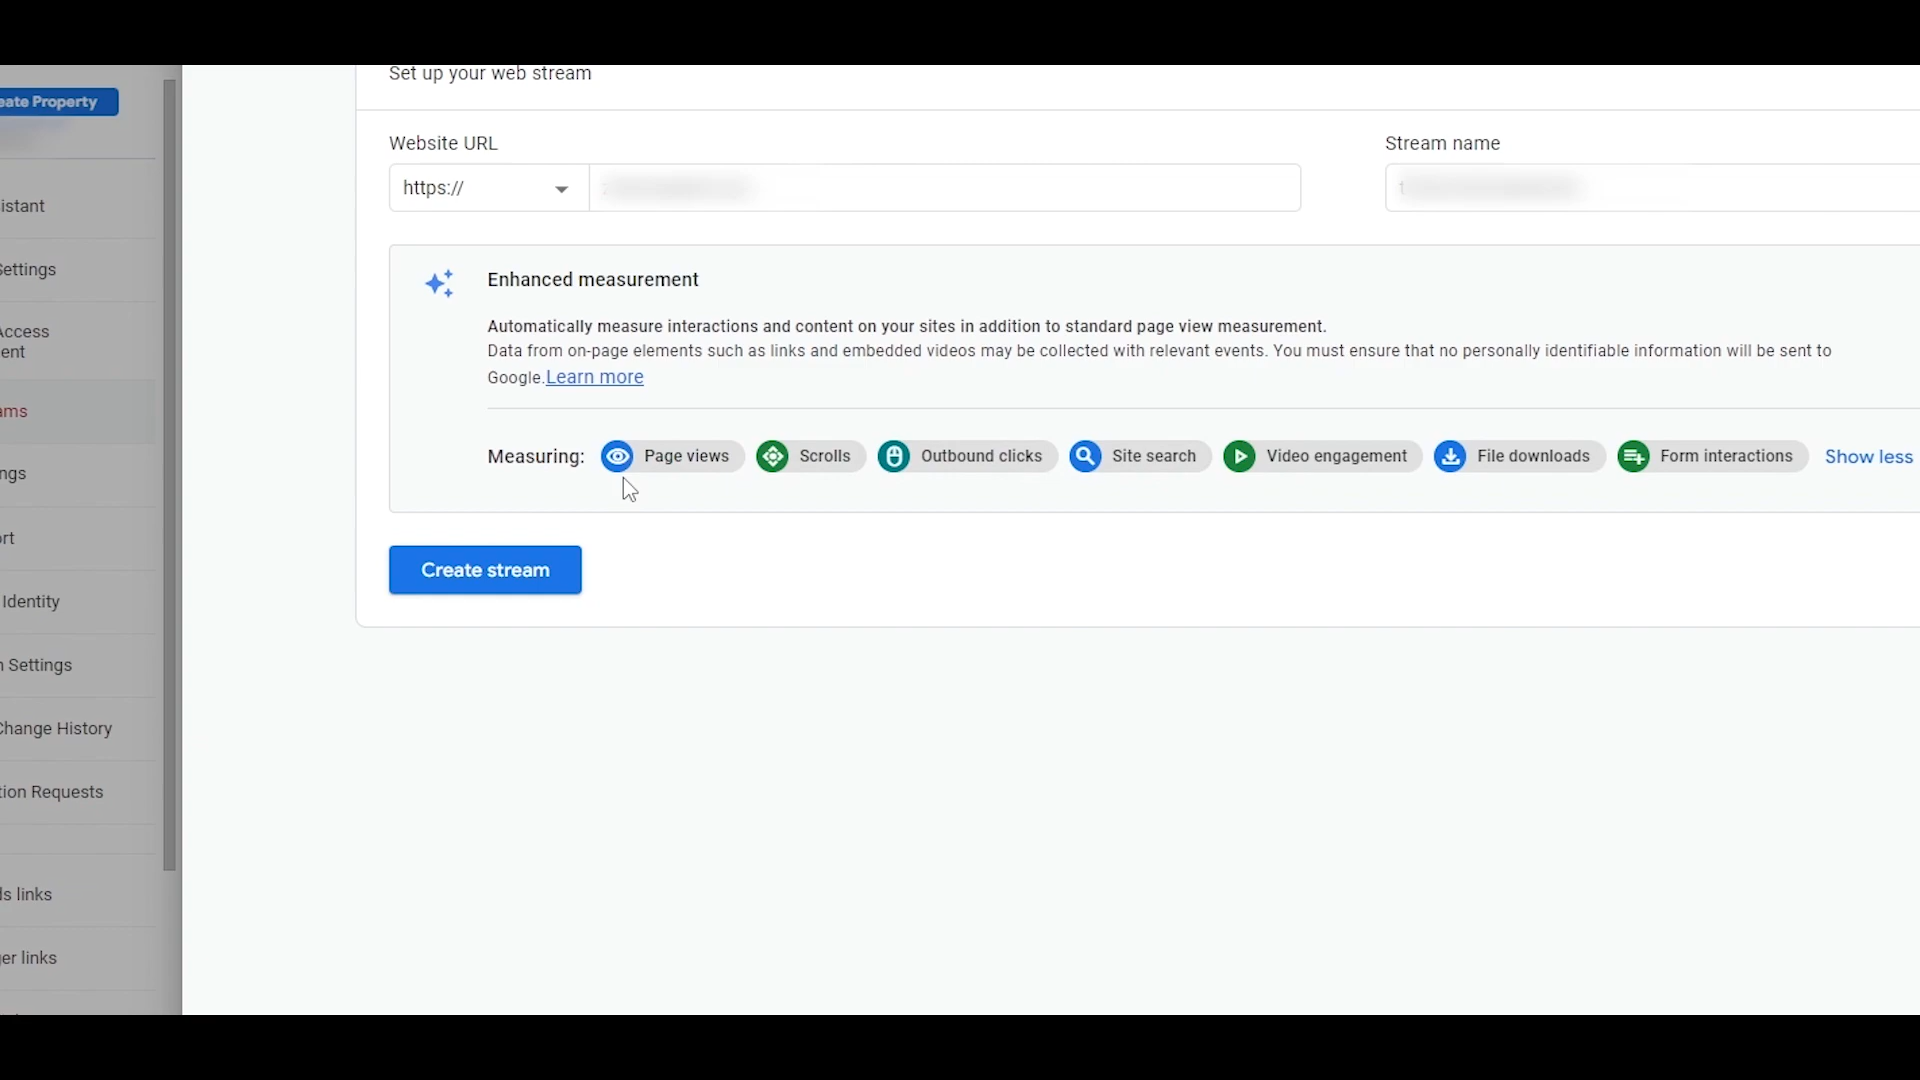 Set up your web stream
eate Property
Website URL
Stream name
https://
istant
Settings
Enhanced measurement
Automatically measure interactions and content on your sites in addition to standard page view measurement.
Data from on-page elements such as links and embedded videos may be collected with relevant events. You must ensure that no personally identifiable information will be sent to
Google. Learn more
Access
ent
ams
Measuring: Page views Scrolls Outbound clicks Site search Video engagement File downloads Form interactions Show less
ngs
ort
Create stream
Identity
n Settings
Change History
tion Requests
ds links
ger links